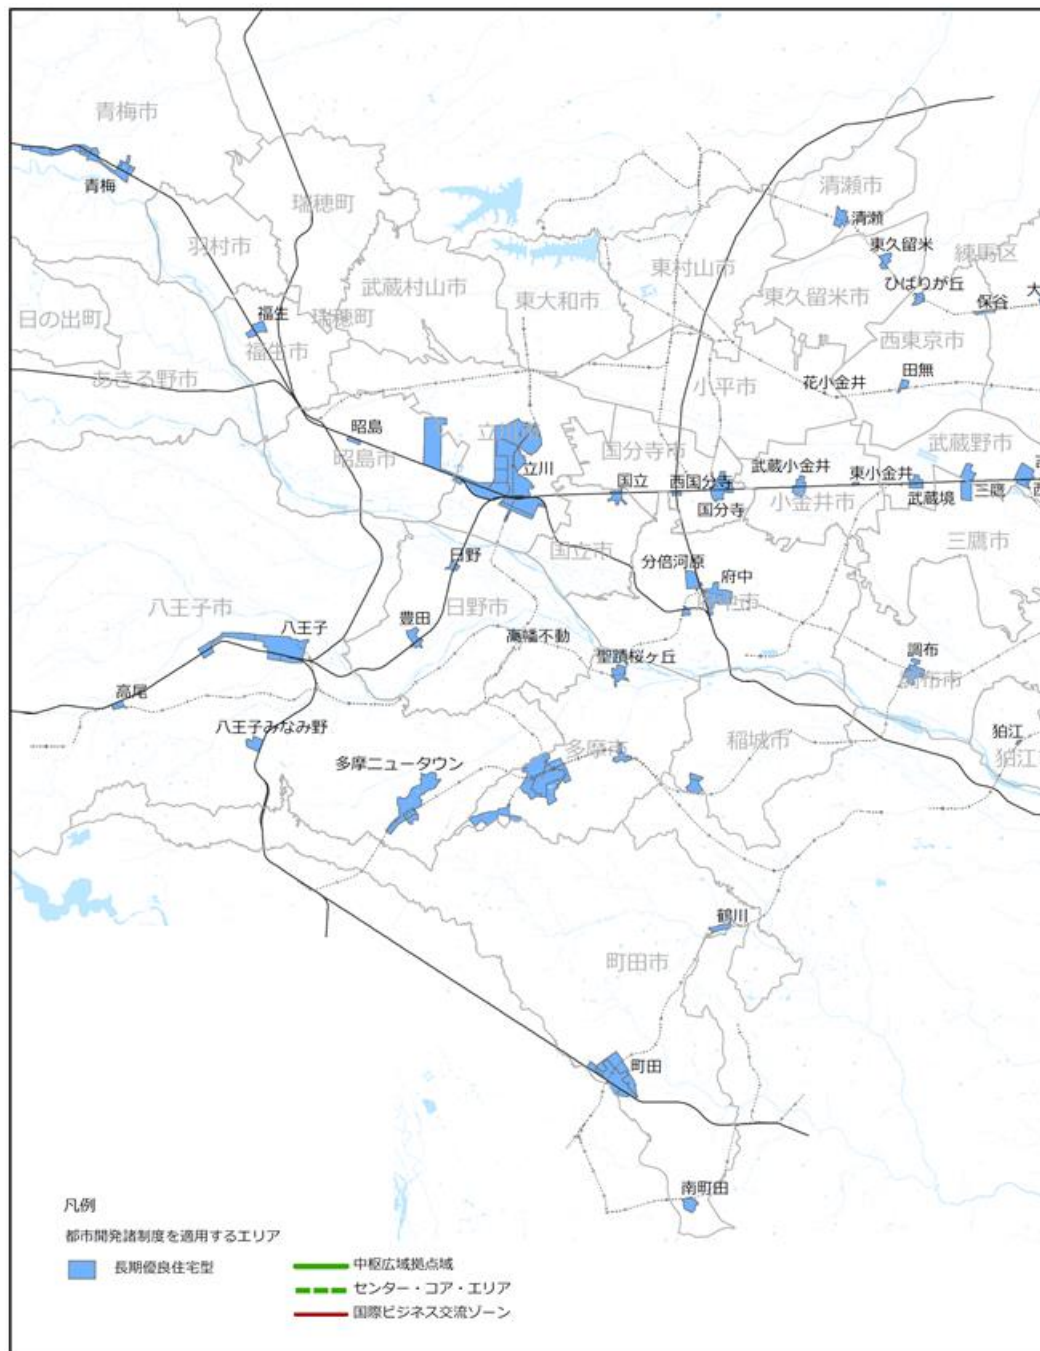 青梅市
青梅
瑞穂町
清瀬市
清瀬
羽村市
東久留米
練馬区
東村山市
武蔵村山市
ひばりが丘
東久留米市
東大和市
保谷
大
日の出町
福生
瑞穂町
西東京市
福生市
あきる野市
田無
花小金井
小平市
昭島
昭島市
国分寺市
武蔵野市
立川
国立
西国分寺
武蔵小金井
東小金井
三鷹
武蔵境
国分寺
小金井市
三鷹市
日野
国立市
分倍河原
府中
八王子市
八王子
豊田
日野市
高幡不動
聖蹟桜ヶ丘
調布
調布市
高尾
八王子みなみ野
多摩市
稲城市
狛江
狛江
多摩ニュータウン
鶴川
町田市
町田
南町田
凡例
都市開発諸制度を適用するエリア
長期優良住宅型
中枢広域拠点域
センター・コア・エリア
国際ビジネス交流ゾーン